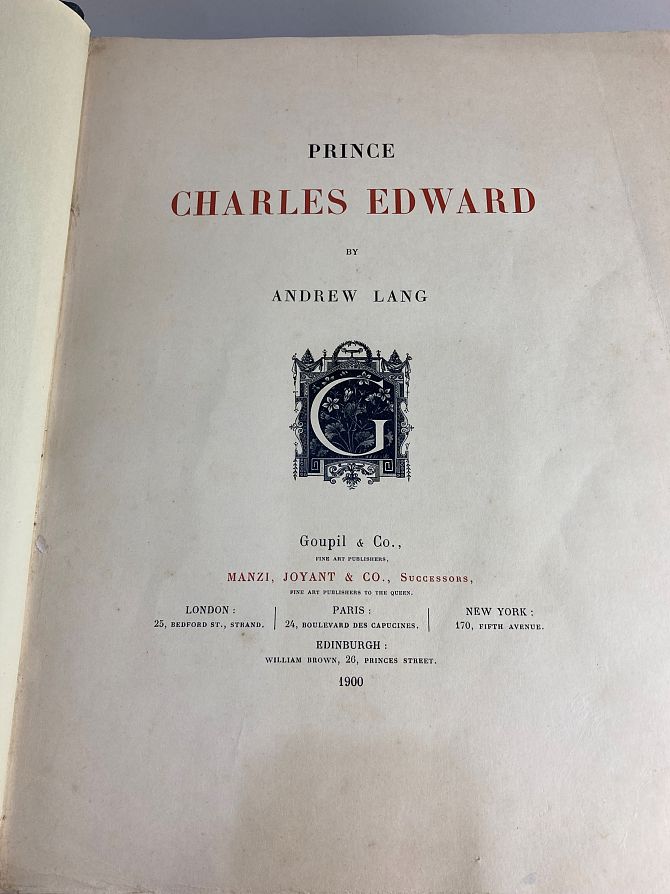 PRINCE
CHARLES EDWARD
BY
ANDREW LANG
G
Goupil & Co.,
FINE ART PUBLISHERS,
MANZI, JOYANT & CO., Successors,
FINE ART PUBLISHERS TO THE QUEEN.
LONDON : PARIS : NEW YORK :
25, BEDFORD ST., STRAND. 24, BOULEVARD DES CAPUCINES. 170, FIFTH AVENUE.
EDINBURGH :
WILLIAM BROWN, 26, PRINCES STREET.
1900